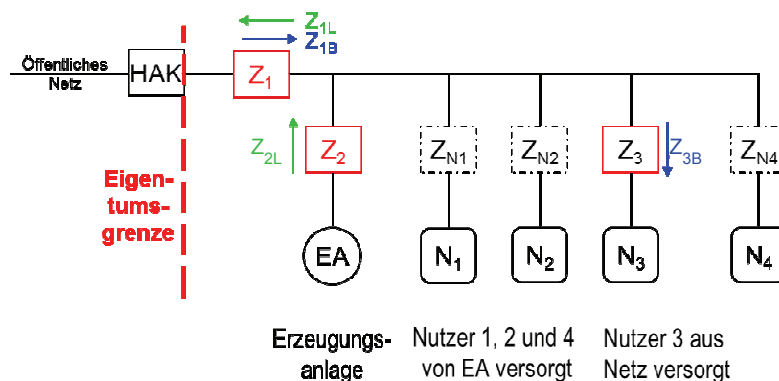 Z1L
Z1B
Öffentliches
Netz
HAK
Z1
Z2L
Z2
ZN1
ZN2
Z3
Z3B
ZN4
Eigen-
tums-
grenze
EA
N1
N2
N3
N4
Erzeugungs-
anlage
Nutzer 1, 2 und 4
von EA versorgt
Nutzer 3 aus
Netz versorgt